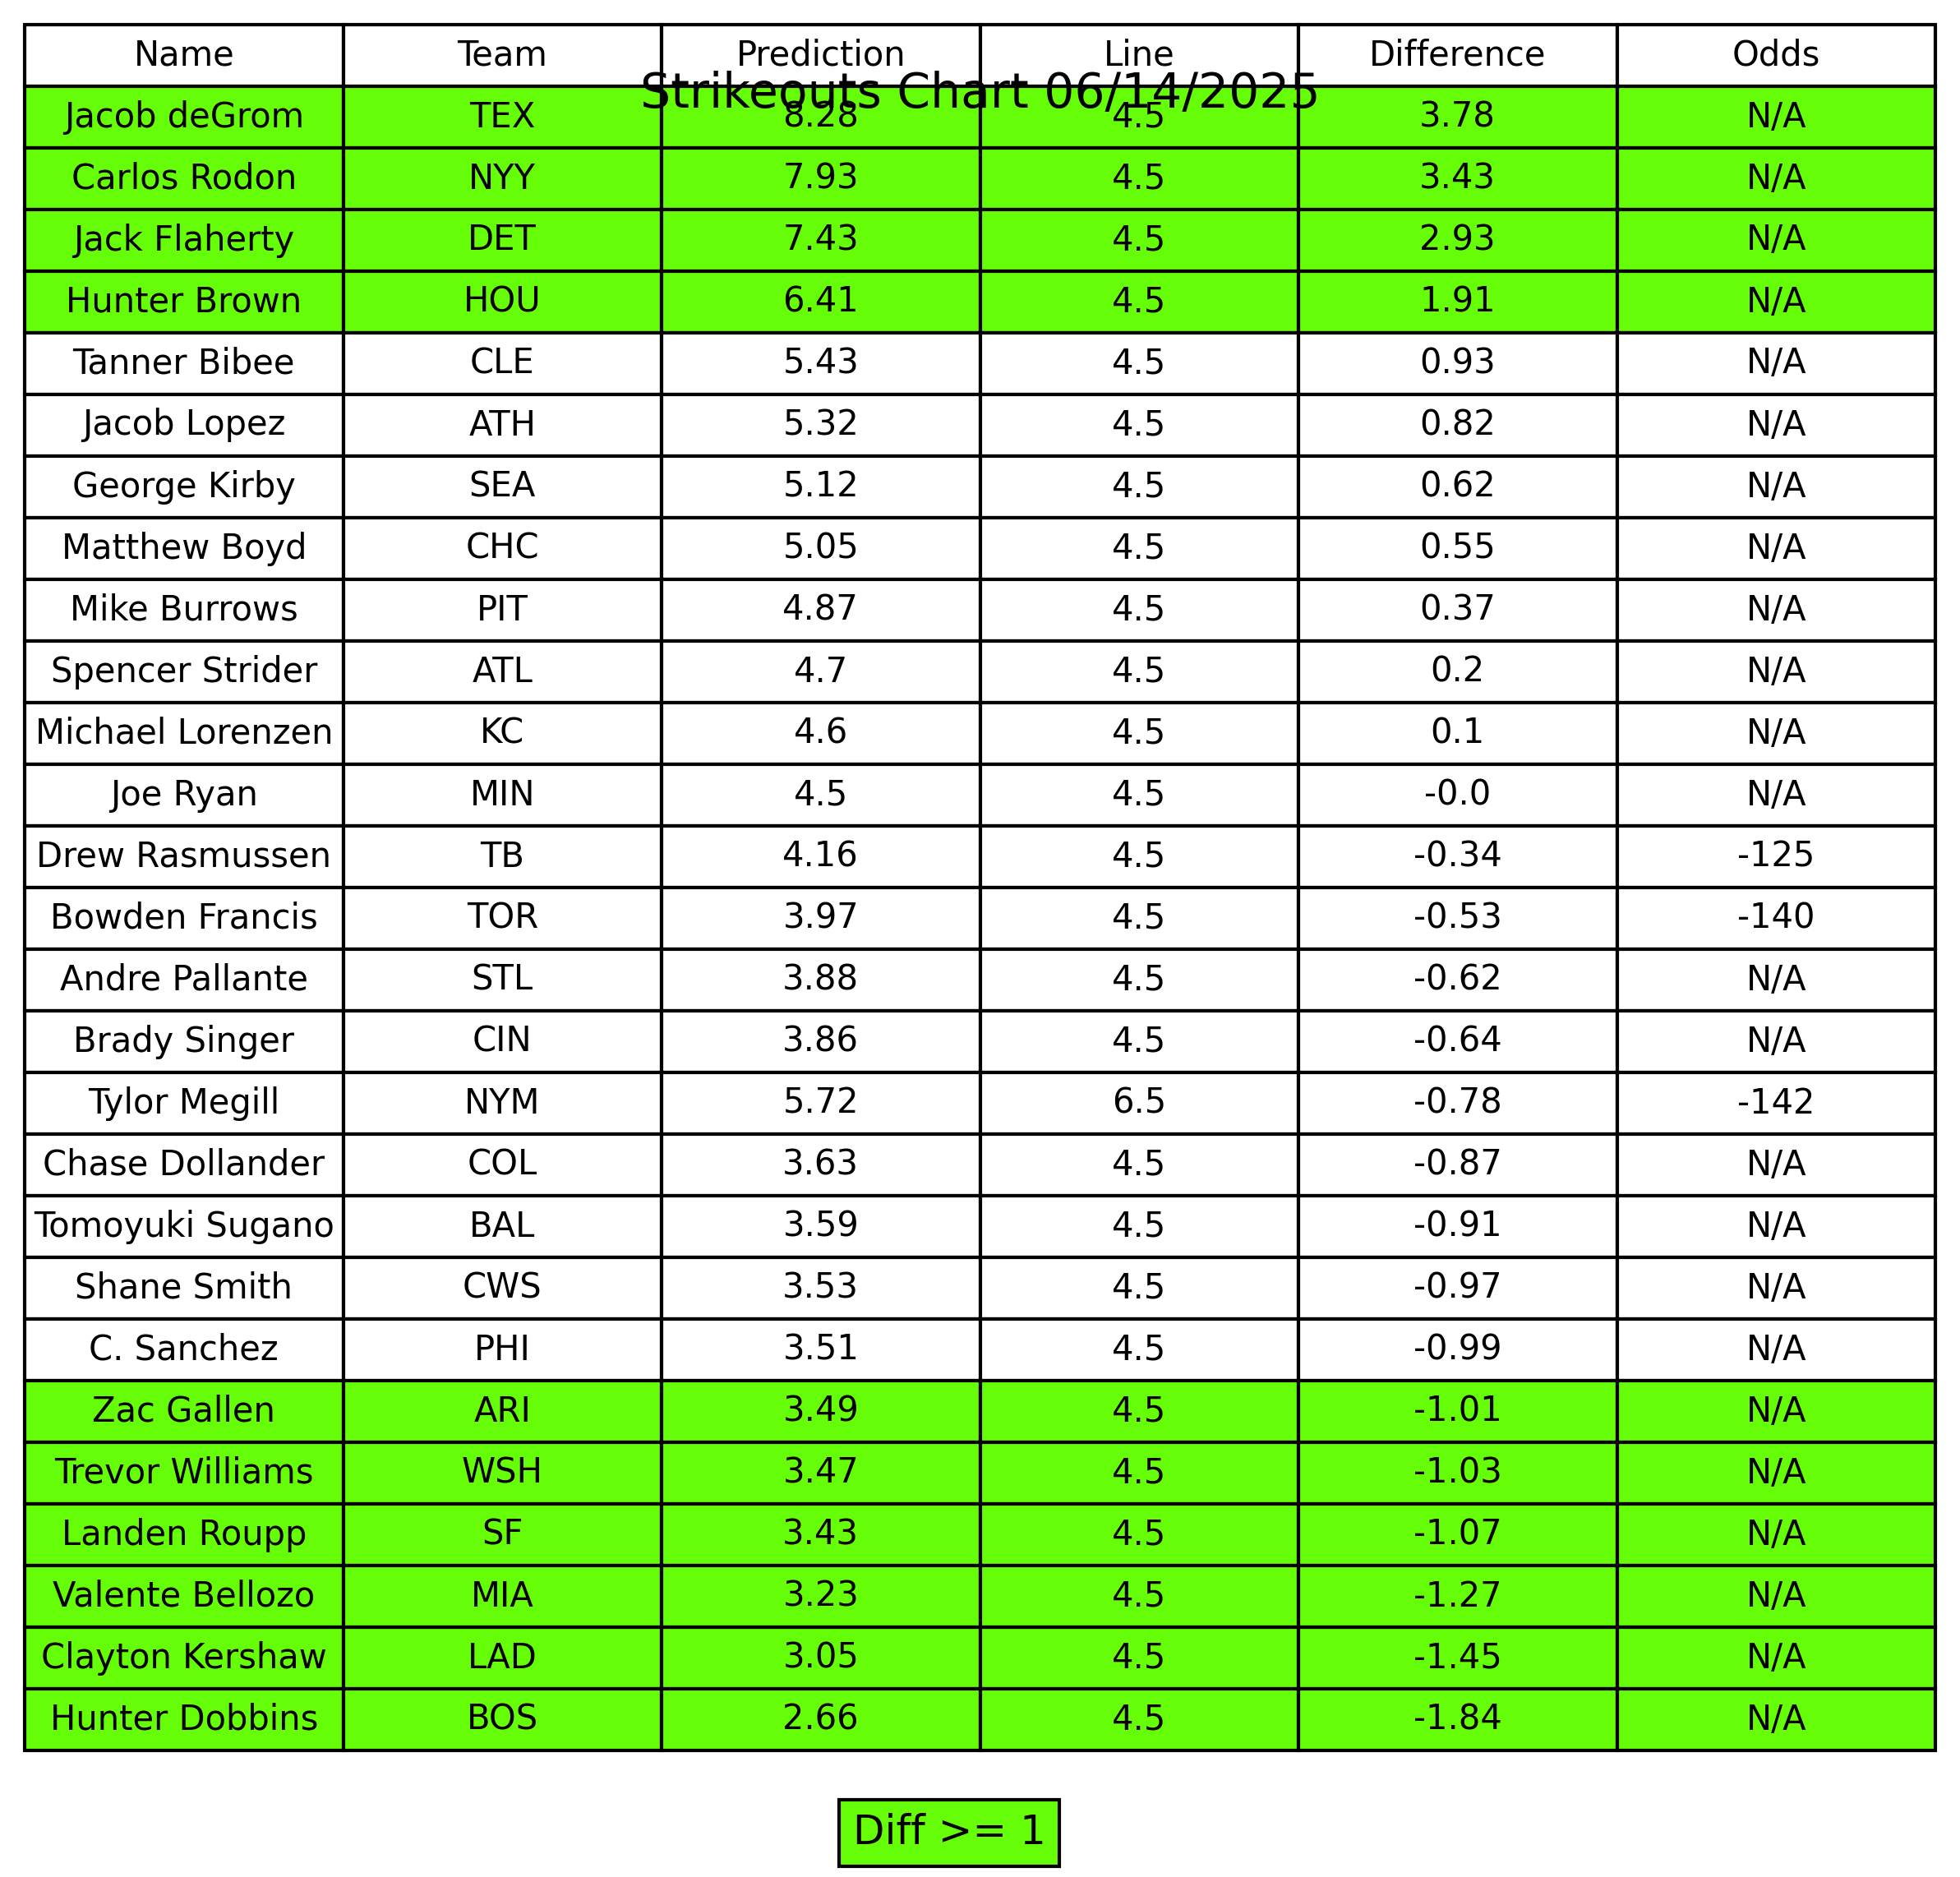 Name Team Prediction Line Difference Odds
Strikeouts Chart 06/14/2025
Jacob deGrom TEX 8.28 4.5 3.78 N/A
Carlos Rodon NYY 7.93 4.5 3.43 N/A
Jack Flaherty DET 7.43 4.5 2.93 N/A
Hunter Brown HOU 6.41 4.5 1.91 N/A
Tanner Bibee CLE 5.43 4.5 0.93 N/A
Jacob Lopez ATH 5.32 4.5 0.82 N/A
George Kirby SEA 5.12 4.5 0.62 N/A
Matthew Boyd CHC 5.05 4.5 0.55 N/A
Mike Burrows PIT 4.87 4.5 0.37 N/A
Spencer Strider ATL 4.7 4.5 0.2 N/A
Michael Lorenzen KC 4.6 4.5 0.1 N/A
Joe Ryan MIN 4.5 4.5 -0.0 N/A
Drew Rasmussen TB 4.16 4.5 -0.34 -125
Bowden Francis TOR 3.97 4.5 -0.53 -140
Andre Pallante STL 3.88 4.5 -0.62 N/A
Brady Singer CIN 3.86 4.5 -0.64 N/A
Tylor Megill NYM 5.72 6.5 -0.78 -142
Chase Dollander COL 3.63 4.5 -0.87 N/A
Tomoyuki Sugano BAL 3.59 4.5 -0.91 N/A
Shane Smith CWS 3.53 4.5 -0.97 N/A
C. Sanchez PHI 3.51 4.5 -0.99 N/A
Zac Gallen ARI 3.49 4.5 -1.01 N/A
Trevor Williams WSH 3.47 4.5 -1.03 N/A
Landen Roupp SF 3.43 4.5 -1.07 N/A
Valente Bellozo MIA 3.23 4.5 -1.27 N/A
Clayton Kershaw LAD 3.05 4.5 -1.45 N/A
Hunter Dobbins BOS 2.66 4.5 -1.84 N/A
Diff >= 1